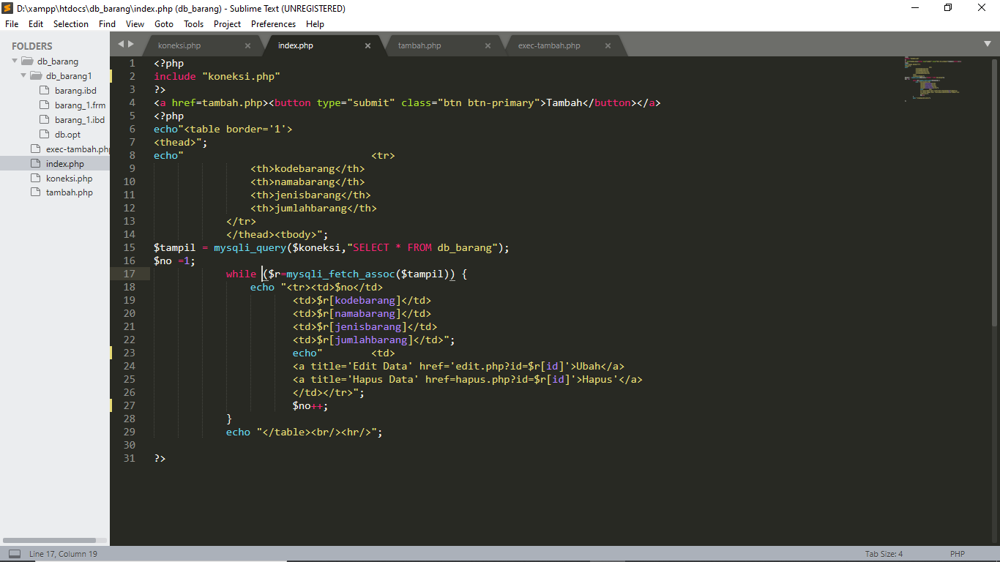 D:\xampp\htdocs\db_barang\index.php (db_barang) - Sublime Text (UNREGISTERED)
File Edit Selection Find View Goto Tools Project Preferences Help
FOLDERS
db_barang
db_barang1
barang.ibd
barang_1.frm
barang_1.ibd
db.opt
exec-tambah.php
index.php
koneksi.php
tambah.php
koneksi.php × index.php × tambah.php × exec-tambah.php ×
1 <?php
2 include "koneksi.php"
3 ?>
4 <a href=tambah.php><button type="submit" class="btn btn-primary">Tambah</button></a>
5 <?php
6 echo"<table border='1'>
7 <thead>";
8 echo" <tr>
9 <th>kodebarang</th>
10 <th>namabarang</th>
11 <th>jenisbarang</th>
12 <th>jumlahbarang</th>
13 </tr>
14 </thead><tbody>";
15 $tampil = mysqli_query($koneksi,"SELECT * FROM db_barang");
16 $no =1;
17 while ($r=mysqli_fetch_assoc($tampil)) {
18 echo "<tr><td>$no</td>
19 <td>$r[kodebarang]</td>
20 <td>$r[namabarang]</td>
21 <td>$r[jenisbarang]</td>
22 <td>$r[jumlahbarang]</td>";
23 echo" <td>
24 <a title='Edit Data' href='edit.php?id=$r[id]'>Ubah</a>
25 <a title='Hapus Data' href=hapus.php?id=$r[id]'>Hapus'</a>
26 </td></tr>";
27 $no++;
28 }
29 echo "</table><br/><hr/>";
30
31 ?>
Line 17, Column 19 Tab Size: 4 PHP